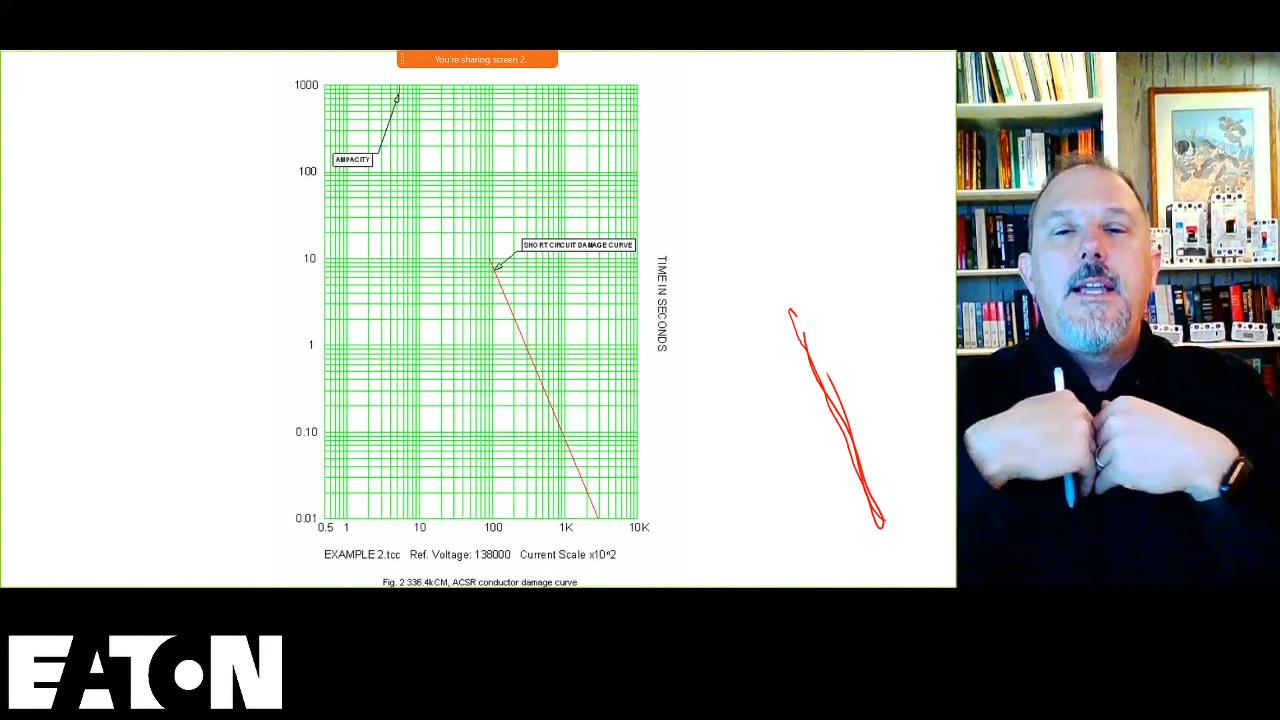 You're sharing screen 2.
1000
AMPACITY
100
SHORT CIRCUIT DAMAGE CURVE
10
TIME IN SECONDS
1
0.10
0.01
0.5 1 10 100 1K 10K
EXAMPLE 2.tcc Ref. Voltage: 138000 Current Scale x10^2
Fig. 2 336.4kCM, ACSR conductor damage curve
EATON